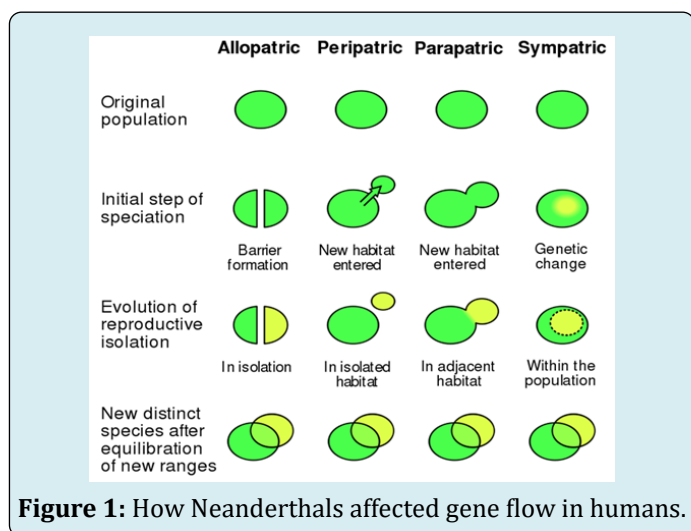 Allopatric Peripatric Parapatric Sympatric
Original
population
Initial step of
speciation
Barrier
formation
New habitat
entered
New habitat
entered
Genetic
change
Evolution of
reproductive
isolation
In isolation
In isolated
habitat
In adjacent
habitat
Within the
population
New distinct
species after
equilibration
of new ranges
Figure 1: How Neanderthals affected gene flow in humans.